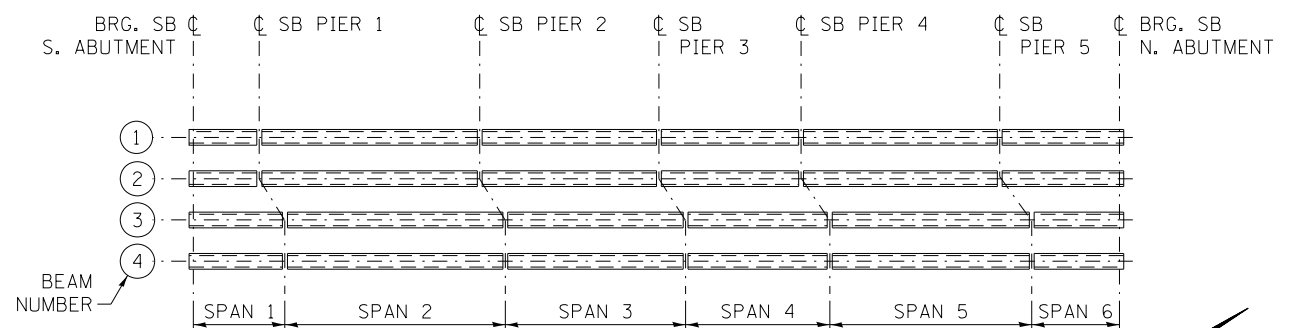 BRG. SB ℄
S. ABUTMENT
℄ SB PIER 1
℄ SB PIER 2
℄ SB
PIER 3
℄ SB PIER 4
℄ SB
PIER 5
℄ BRG. SB
N. ABUTMENT
1
2
3
4
BEAM
NUMBER
SPAN 1
SPAN 2
SPAN 3
SPAN 4
SPAN 5
SPAN 6